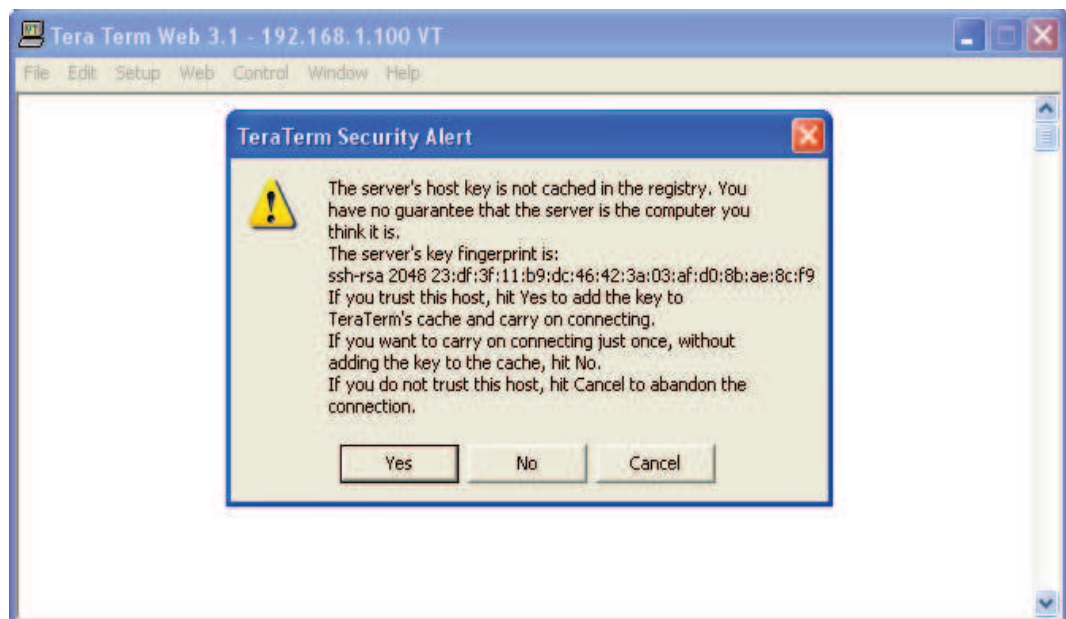 Tera Term Web 3.1 - 192.168.1.100 VT
File Edit Setup Web Control Window Help
TeraTerm Security Alert
The server's host key is not cached in the registry. You
have no guarantee that the server is the computer you
think it is.
The server's key fingerprint is:
ssh-rsa 2048 23:df:3f:11:b9:dc:46:42:3a:03:af:d0:8b:ae:8c:f9
If you trust this host, hit Yes to add the key to
TeraTerm's cache and carry on connecting.
If you want to carry on connecting just once, without
adding the key to the cache, hit No.
If you do not trust this host, hit Cancel to abandon the
connection.
Yes No Cancel